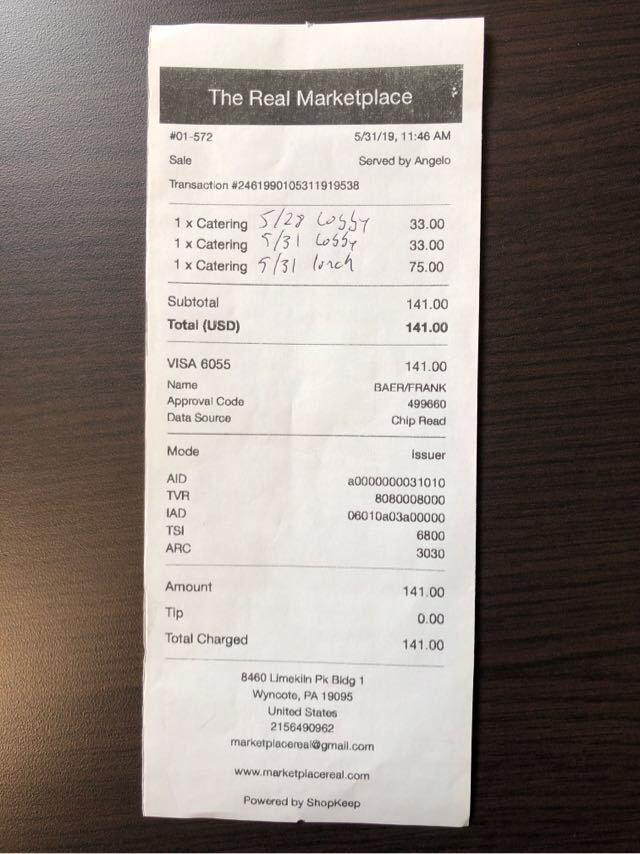 The Real Marketplace
#01-572 5/31/19, 11:46 AM
Sale Served by Angelo
Transaction #2461990105311919538
1 x Catering 5/28 Lobby 33.00
1 x Catering 5/31 Lobby 33.00
1 x Catering 5/31 lunch 75.00
Subtotal 141.00
Total (USD) 141.00
VISA 6055 141.00
Name BAER/FRANK
Approval Code 499660
Data Source Chip Read
Mode Issuer
AID a0000000031010
TVR 8080008000
IAD 06010a03a00000
TSI 6800
ARC 3030
Amount 141.00
Tip 0.00
Total Charged 141.00
8460 Limekiln Pk Bldg 1
Wyncote, PA 19095
United States
2156490962
marketplacereal@gmail.com
www.marketplacereal.com
Powered by ShopKeep